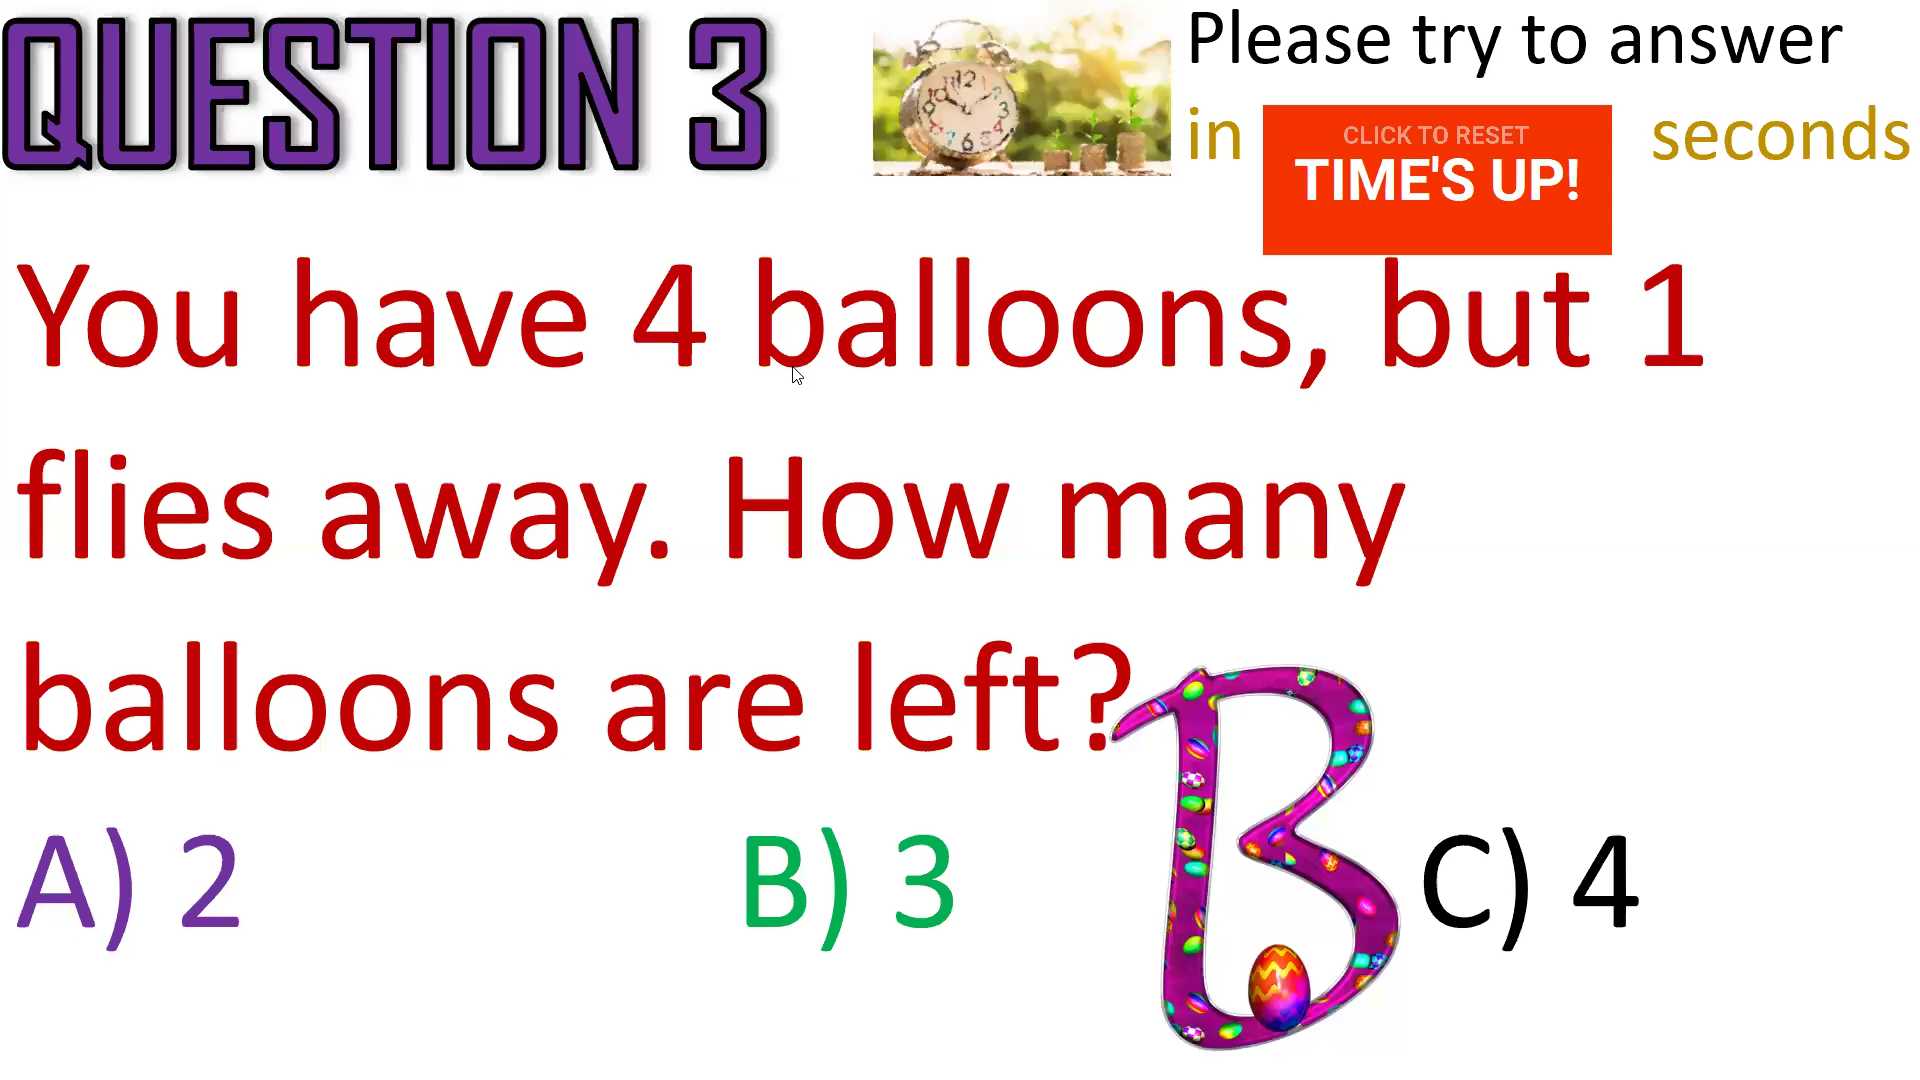 QUESTION 3
Please try to answer
in CLICK TO RESET seconds
TIME'S UP!
You have 4 balloons, but 1
flies away. How many
balloons are left?
A) 2 B) 3 C) 4
B